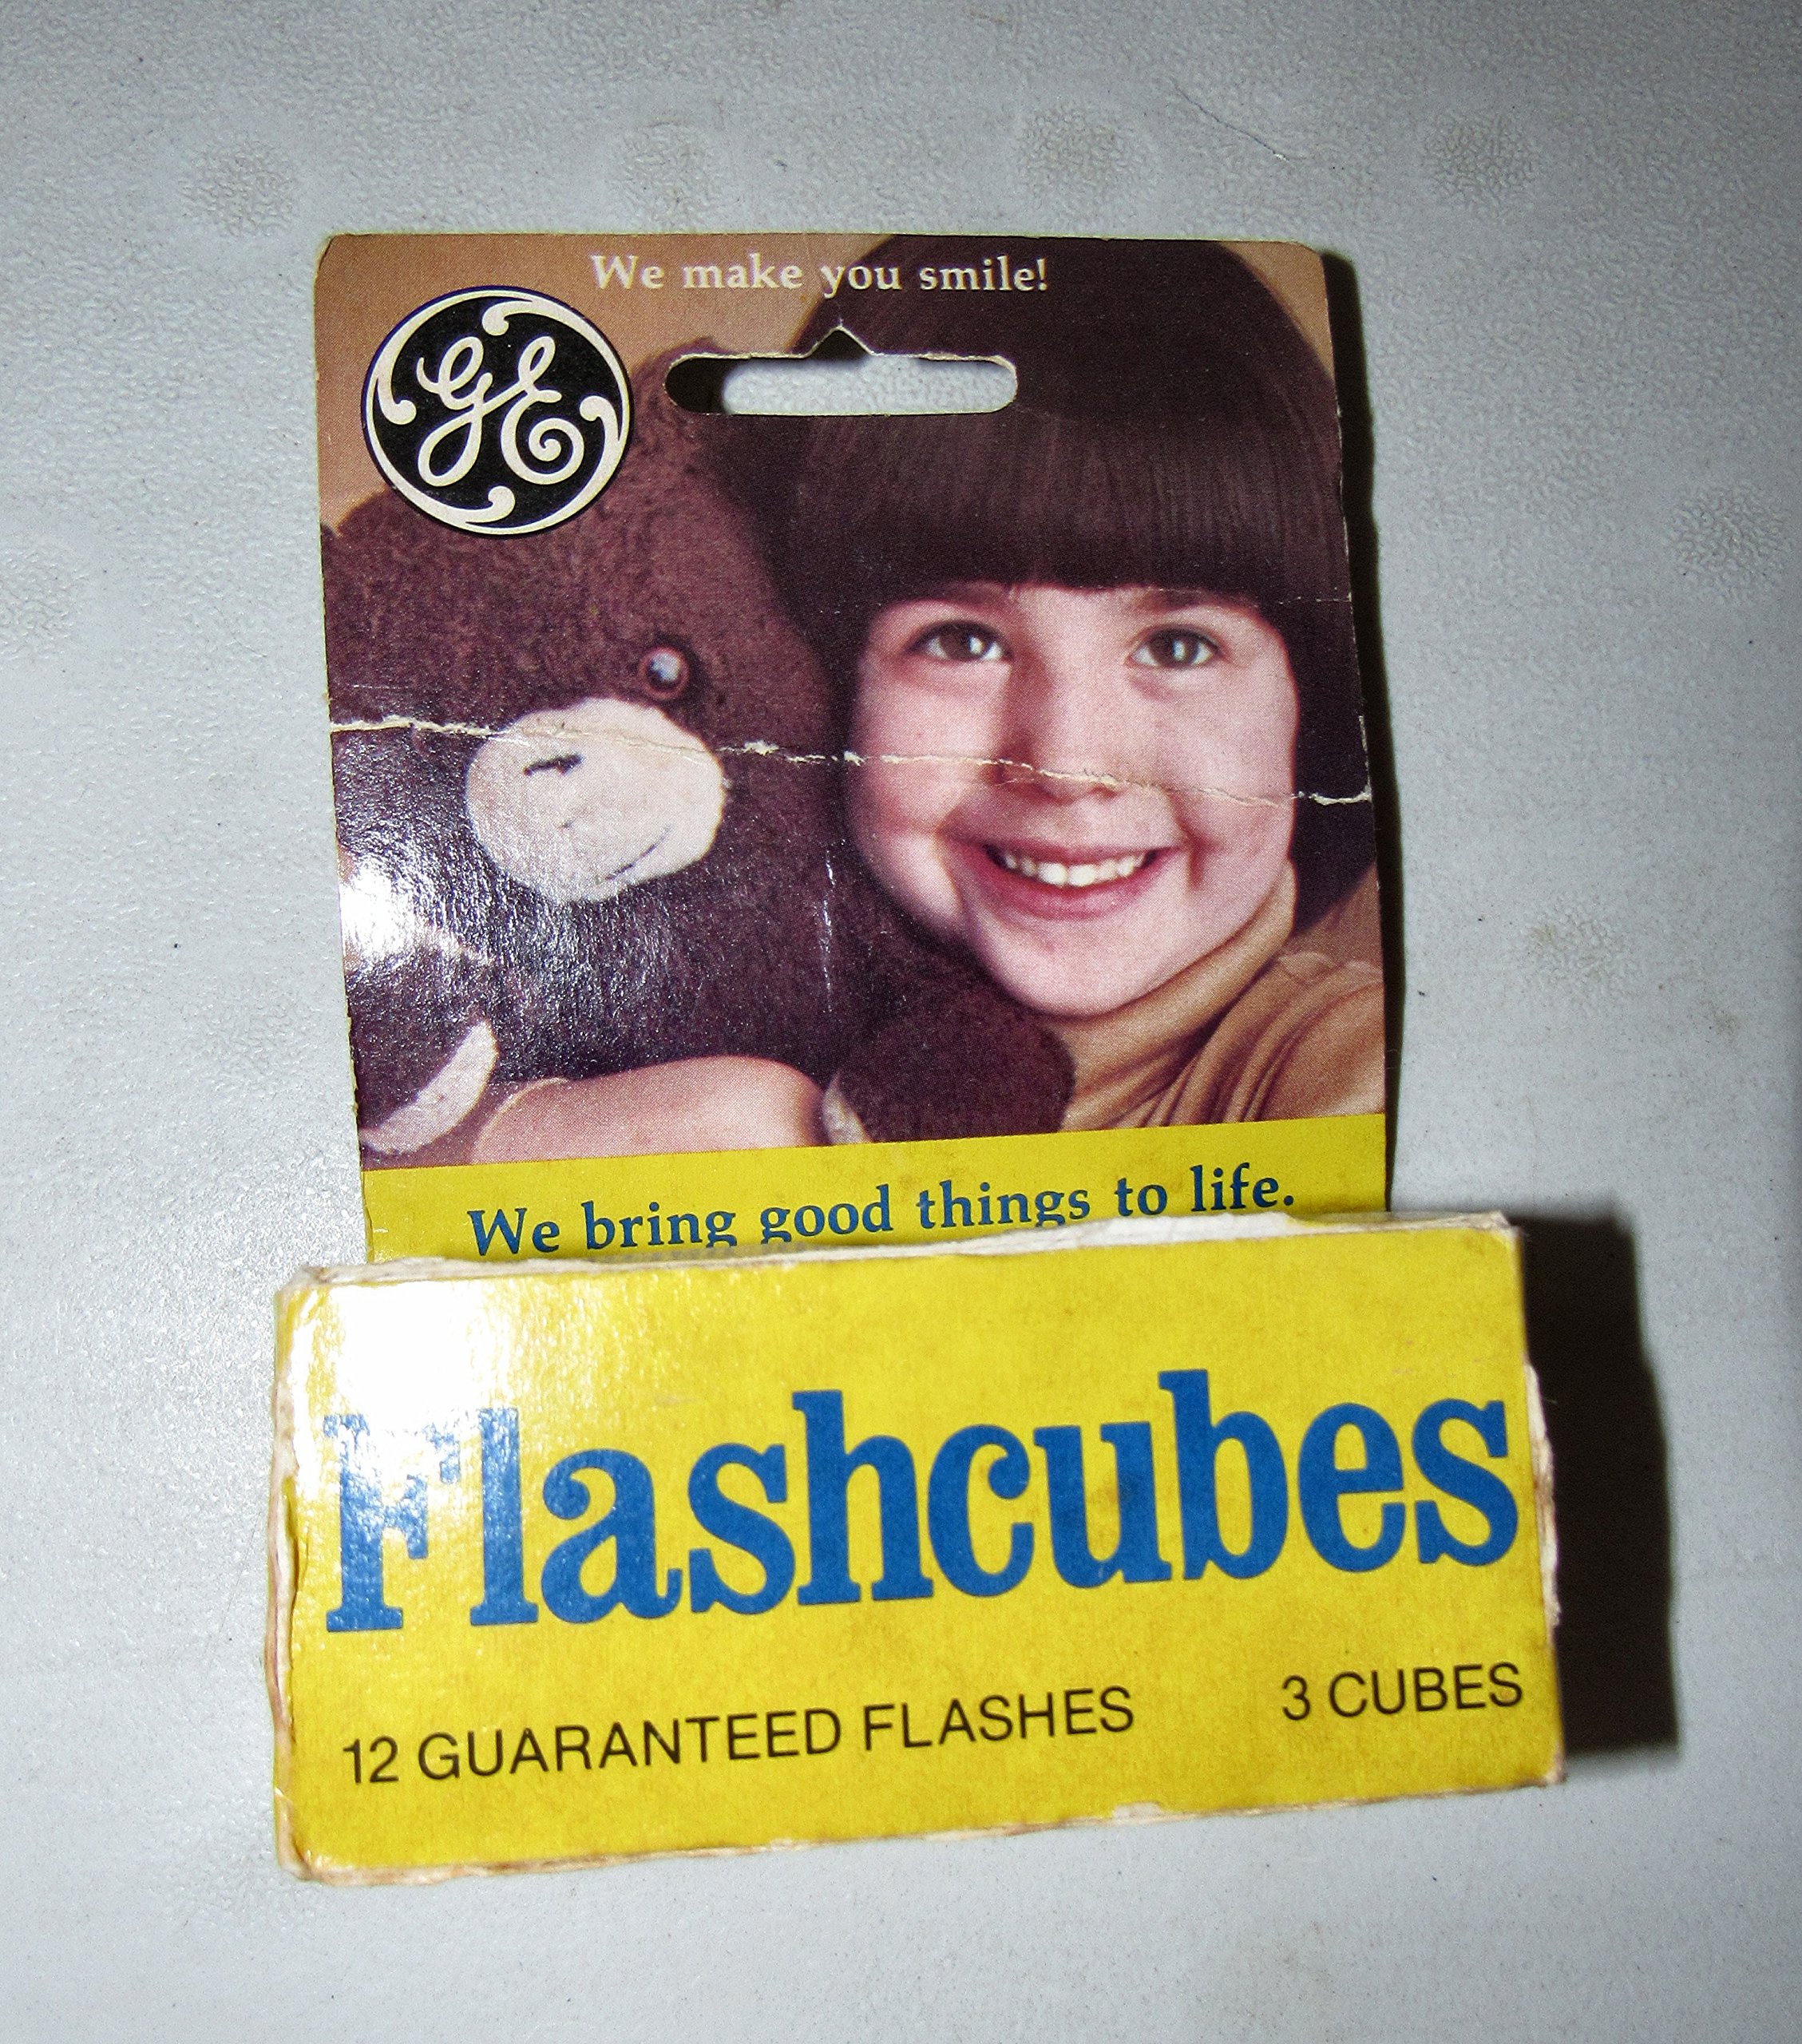 We make you smile!
GE
We bring good things to life.
Flashcubes
12 GUARANTEED FLASHES 3 CUBES